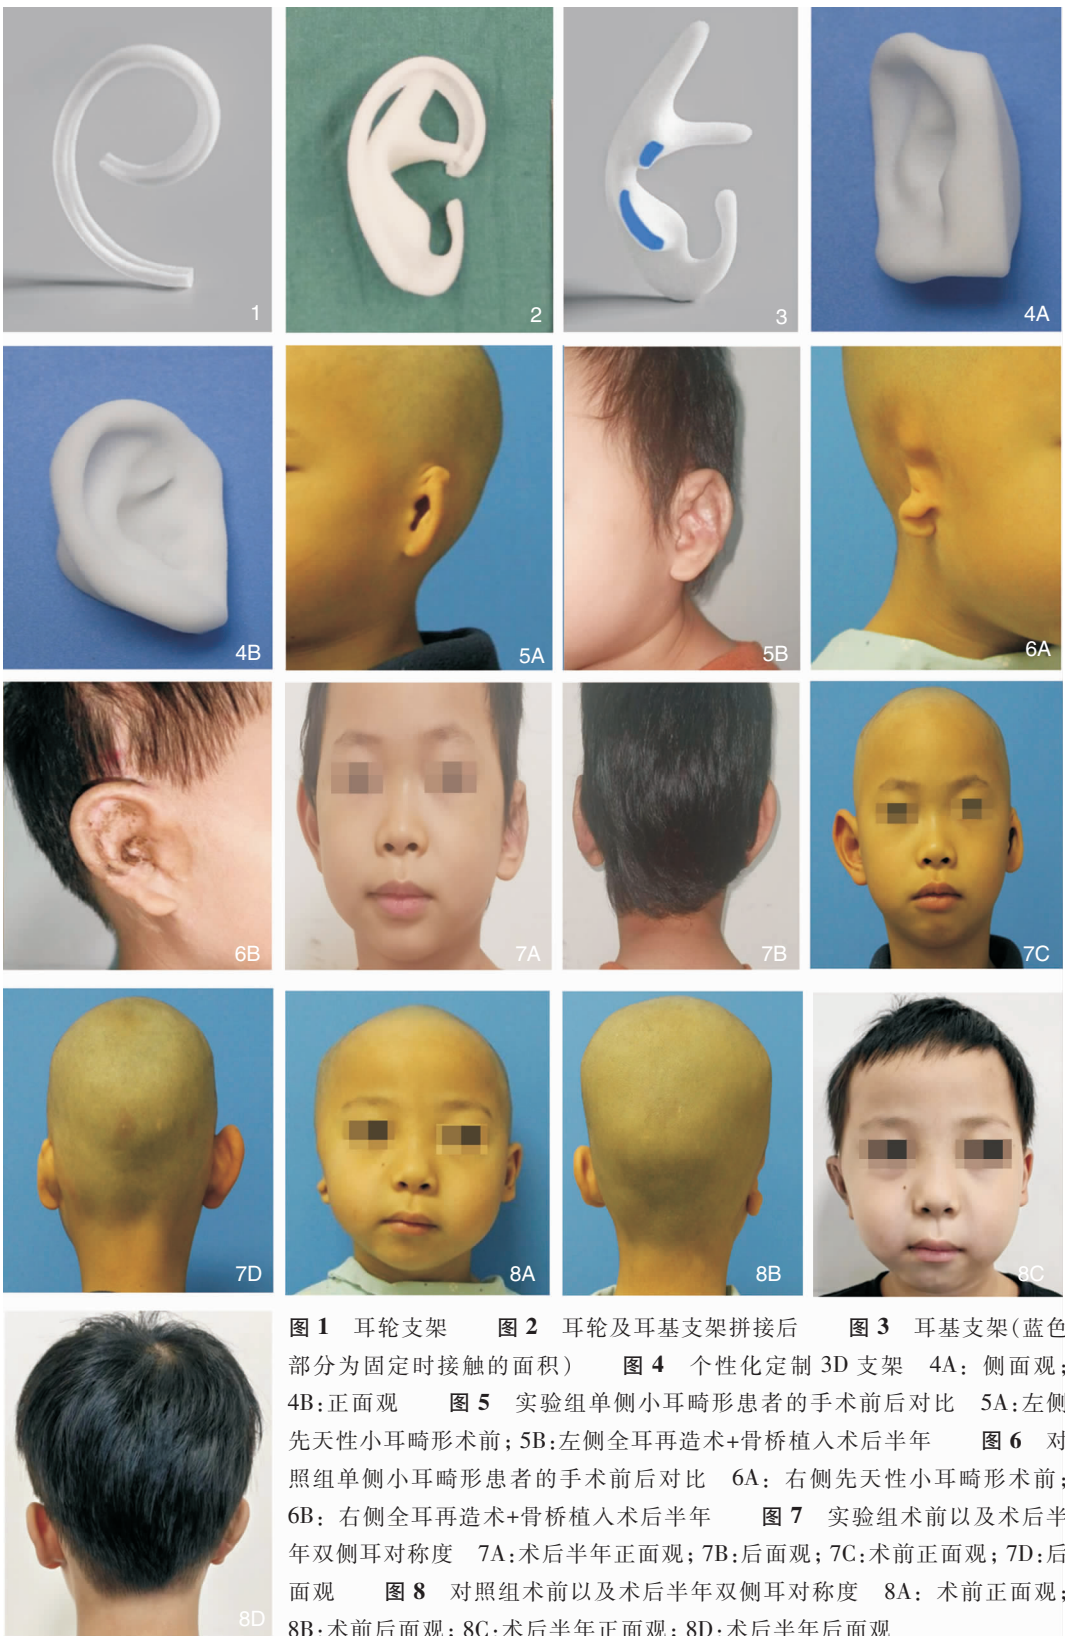 1
2
3
4A
4B
5A
5B
6A
6B
7A
7B
7C
7D
8A
8B
8C
8D
图 1 耳轮支架 图 2 耳轮及耳基支架拼接后 图 3 耳基支架(蓝色
部分为固定时接触的面积) 图 4 个性化定制 3D 支架 4A: 侧面观;
4B:正面观 图 5 实验组单侧小耳畸形患者的手术前后对比 5A:左侧
先天性小耳畸形术前; 5B:左侧全耳再造术+骨桥植入术后半年 图 6 对
照组单侧小耳畸形患者的手术前后对比 6A: 右侧先天性小耳畸形术前;
6B: 右侧全耳再造术+骨桥植入术后半年 图 7 实验组术前以及术后半
年双侧耳对称度 7A:术后半年正面观; 7B:后面观; 7C:术前正面观; 7D:后
面观 图 8 对照组术前以及术后半年双侧耳对称度 8A: 术前正面观;
8B:术前后面观; 8C:术后半年正面观; 8D:术后半年后面观